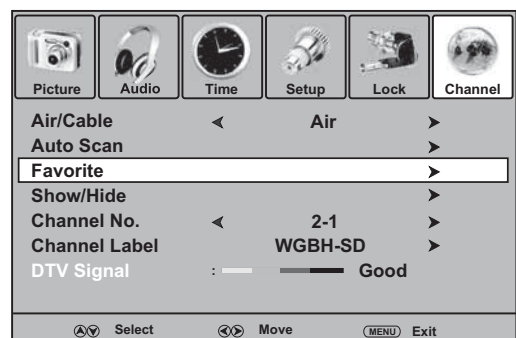 Picture Audio Time Setup Lock Channel
Air/Cable Air
Auto Scan
Favorite
Show/Hide
Channel No. 2-1
Channel Label WGBH-SD
DTV Signal : Good
Select Move MENU Exit